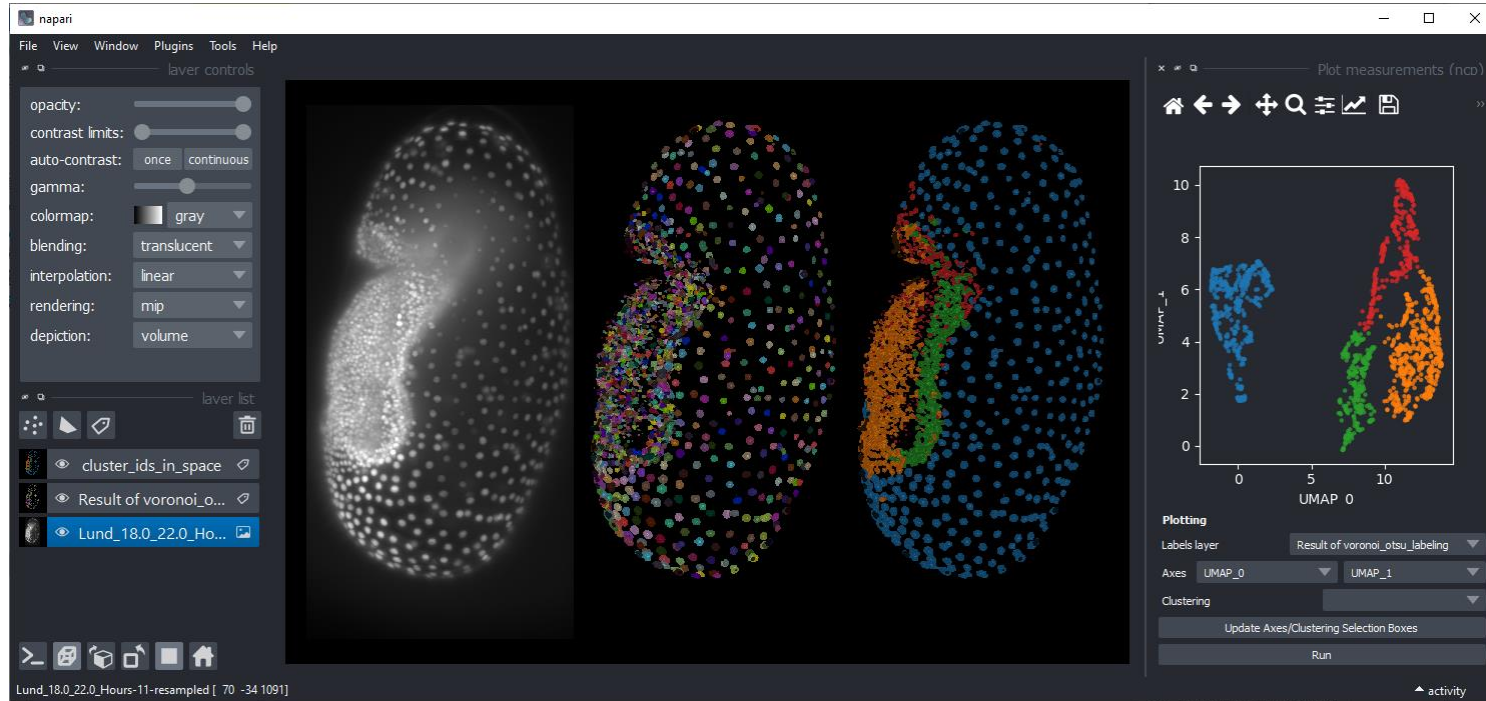 napari
File View Window Plugins Tools Help
layer controls
opacity:
contrast limits:
auto-contrast: once continuous
gamma:
colormap: gray
blending: translucent
interpolation: linear
rendering: mip
depiction: volume
layer list
cluster_ids_in_space
Result of voronoi_o...
Lund_18.0_22.0_Ho...
Lund_18.0_22.0_Hours-11-resampled [ 70 -34 1091]
Plot measurements (ncp)
»
10
8
6
4
2
0
UMAP_1
0 5 10
UMAP_0
Plotting
Labels layer Result of voronoi_otsu_labeling
Axes UMAP_0 UMAP_1
Clustering
Update Axes/Clustering Selection Boxes
Run
activity